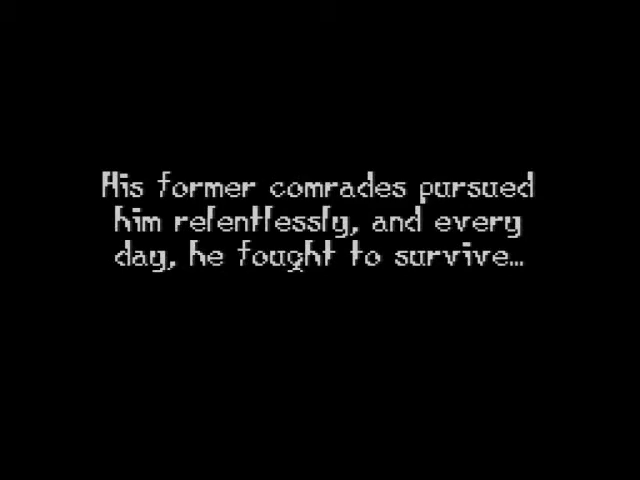 His former comrades pursued
him relentlessly, and every
day, he fought to survive...